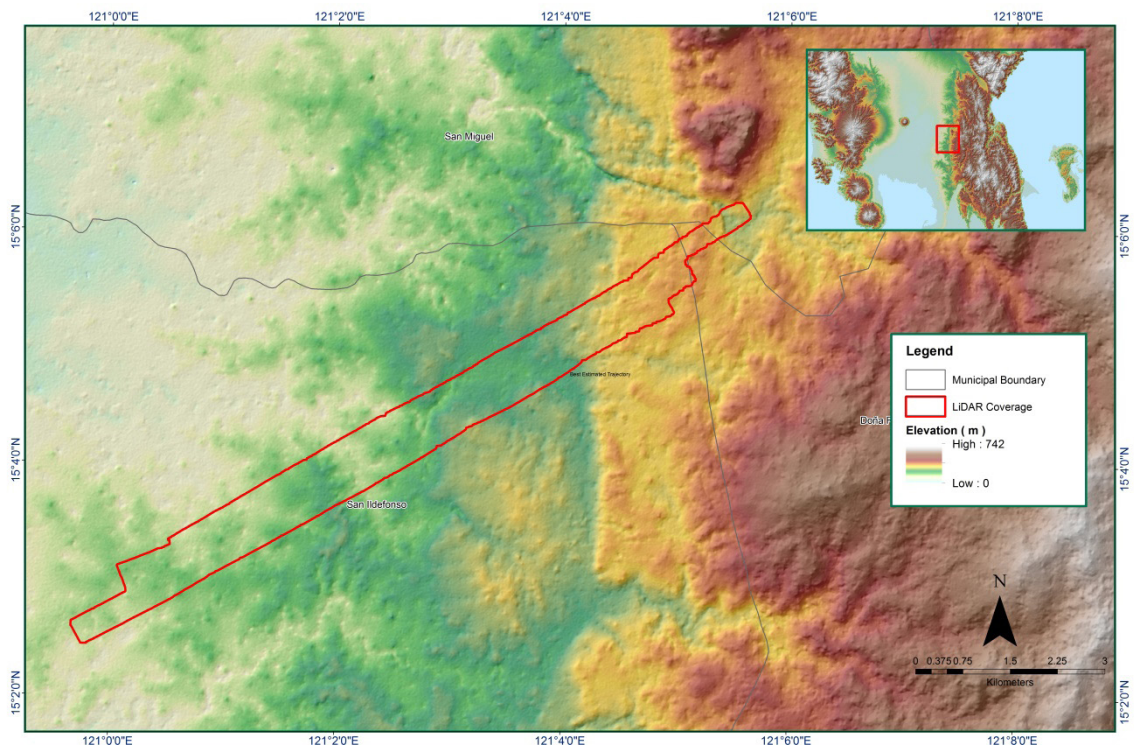 121°0'0"E 121°2'0"E 121°4'0"E 121°6'0"E 121°8'0"E
San Miguel
15°6'0"N 15°6'0"N
Best Estimated Trajectory
Legend
Municipal Boundary
LiDAR Coverage
Elevation ( m )
High : 742
Low : 0
Doña
15°4'0"N 15°4'0"N
San Ildefonso
N
0 0.375 0.75 1.5 2.25 3
Kilometers
15°2'0"N 15°2'0"N
121°0'0"E 121°2'0"E 121°4'0"E 121°6'0"E 121°8'0"E